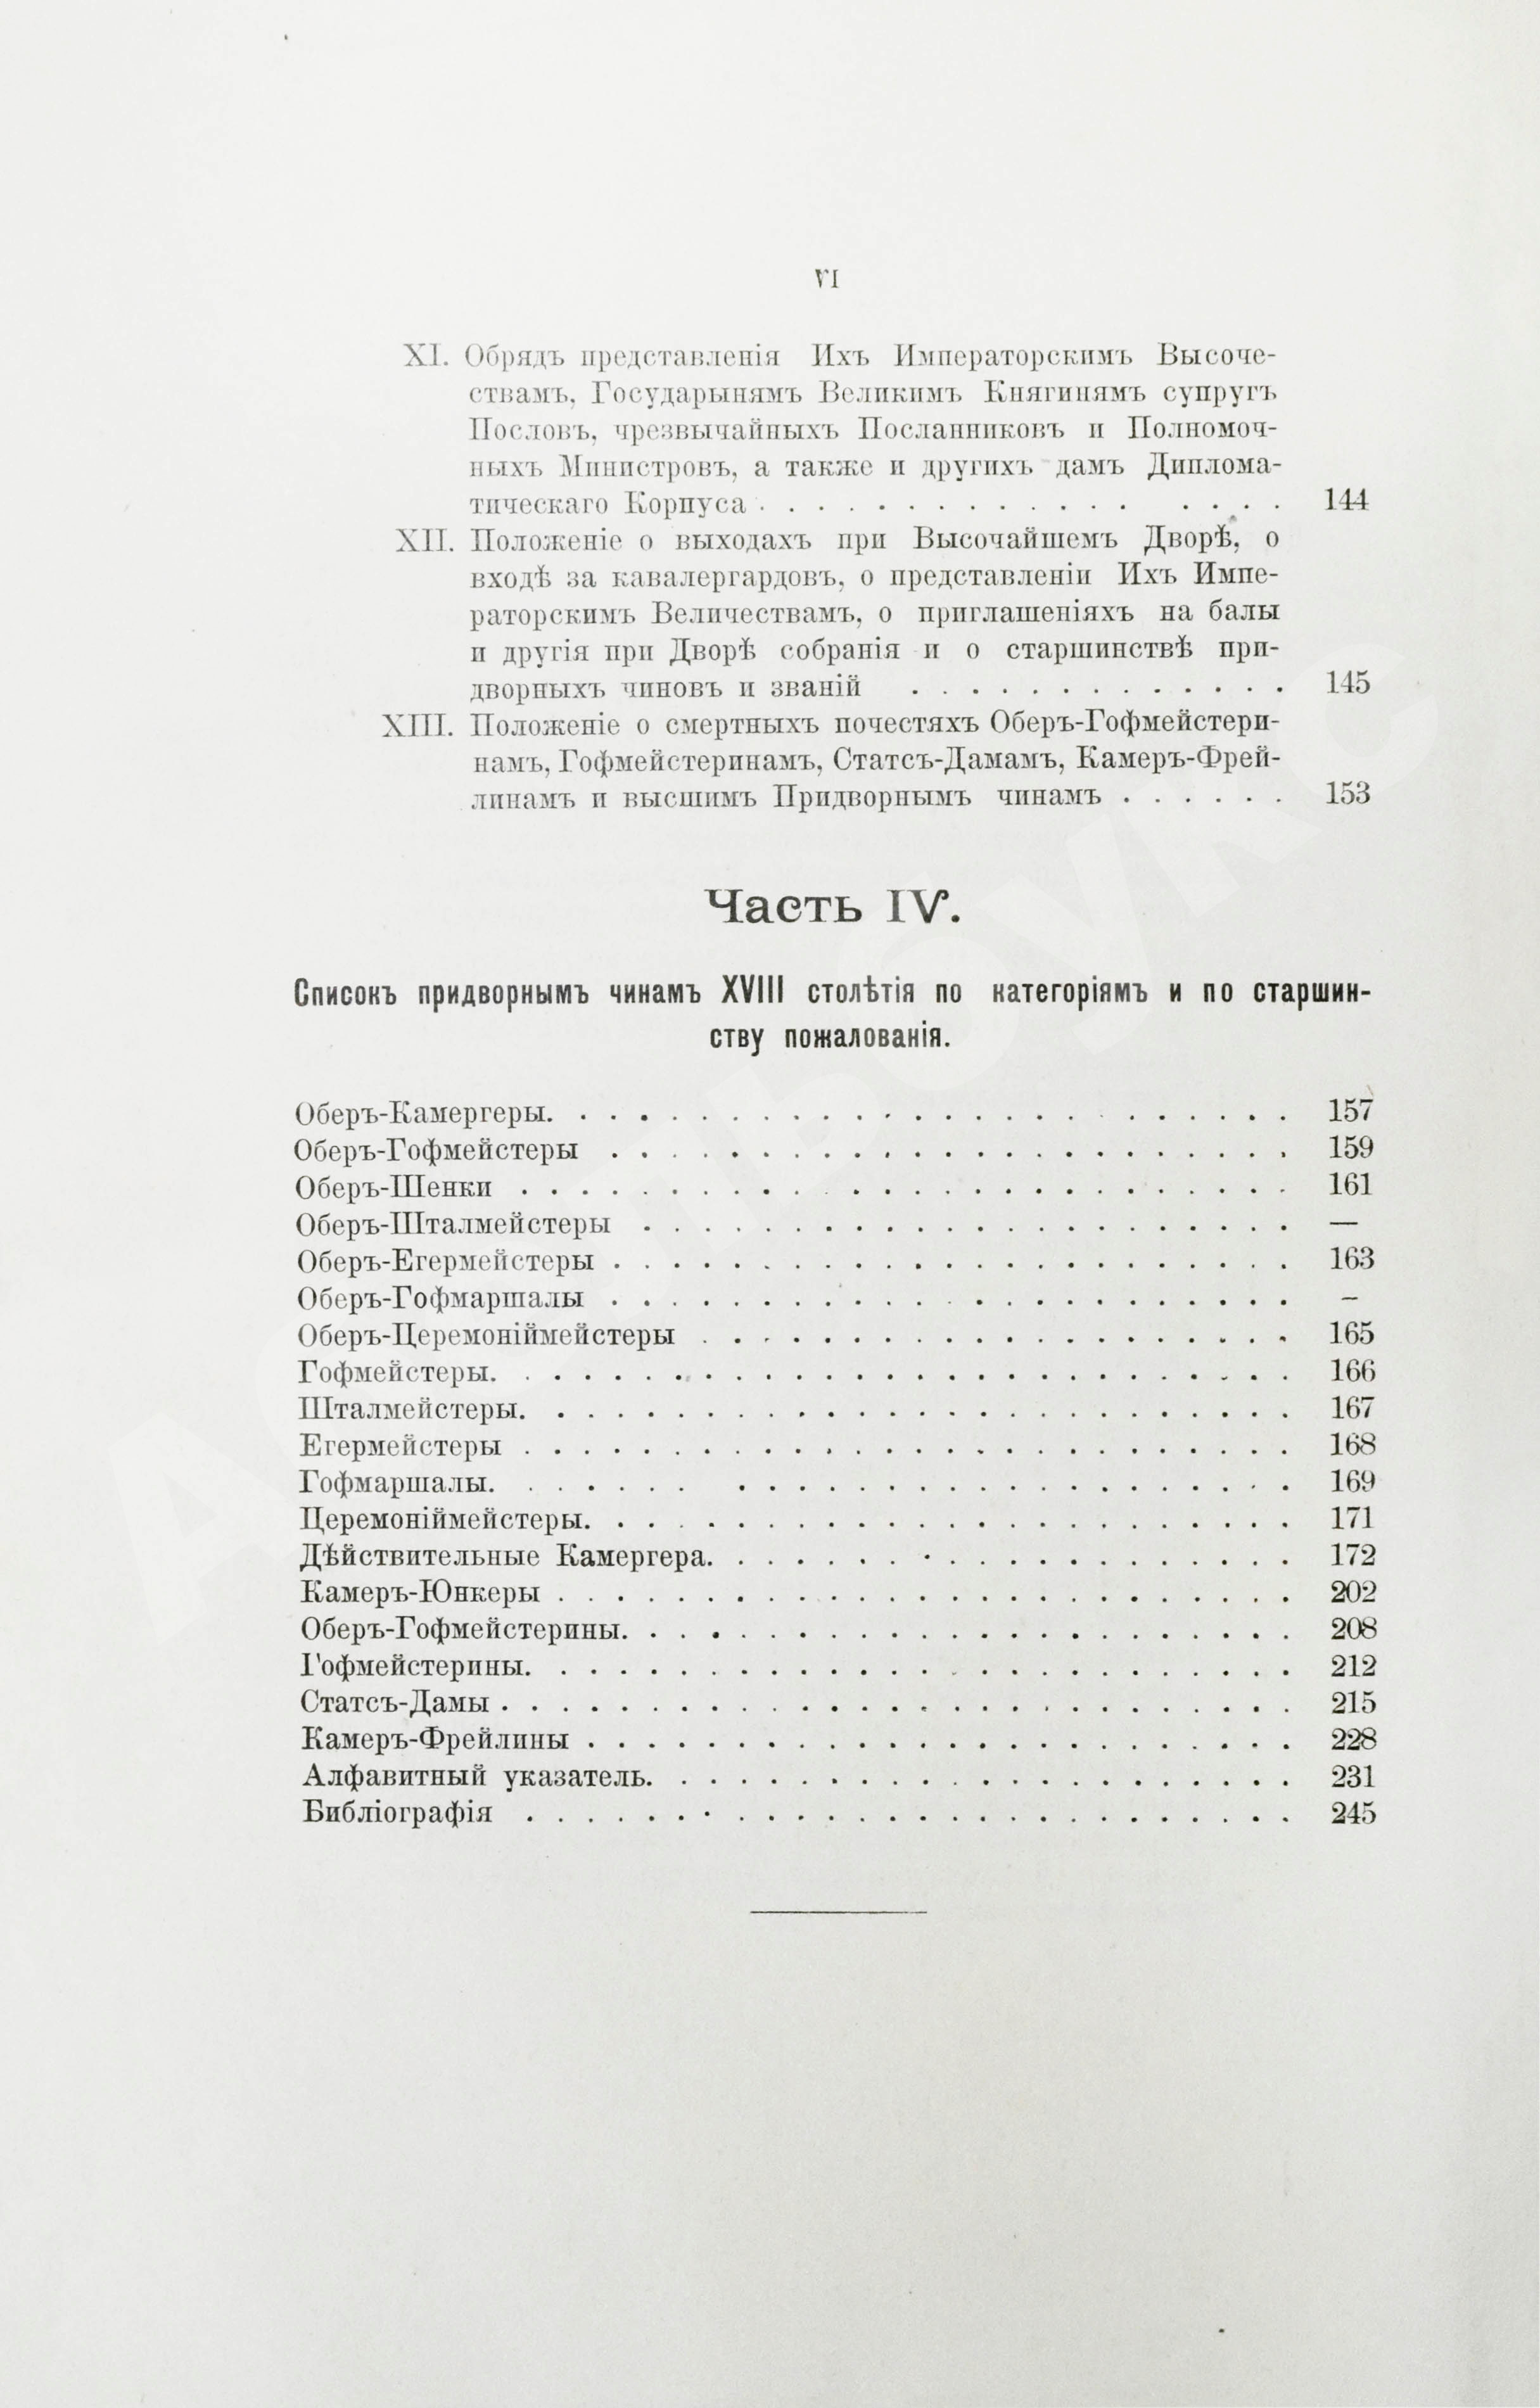 VI
XI. Обрядъ представленія Ихъ Императорскимъ Высоче-
ствамъ, Государынямъ Великимъ Княгинямъ супругъ
Пословъ, чрезвычайныхъ Посланниковъ и Полномоч-
ныхъ Министровъ, а также и другихъ дамъ Диплома-
тическаго Корпуса . . . . . . . . . . . . . . . . . 144
XII. Положеніе о выходахъ при Высочайшемъ Дворѣ, о
входѣ за кавалергардовъ, о представленіи Ихъ Импе-
раторскимъ Величествамъ, о приглашеніяхъ на балы
и другія при Дворѣ собранія и о старшинствѣ при-
дворныхъ чиновъ и званій . . . . . . . . . . . . . 145
XIII. Положеніе о смертныхъ почестяхъ Оберъ-Гофмейстери-
намъ, Гофмейстеринамъ, Статсъ-Дамамъ, Камеръ-Фрей-
линамъ и высшимъ Придворнымъ чинамъ . . . . . . 153
Часть IV.
Списокъ придворнымъ чинамъ XVIII столѣтія по категоріямъ и по старшин-
ству пожалованія.
Оберъ-Камергеры. . . . . . . . . . . . . . . . . . . . . . . . . 157
Оберъ-Гофмейстеры . . . . . . . . . . . . . . . . . . . . . . . 159
Оберъ-Шенки . . . . . . . . . . . . . . . . . . . . . . . . . . 161
Оберъ-Шталмейстеры . . . . . . . . . . . . . . . . . . . . . . —
Оберъ-Егермейстеры . . . . . . . . . . . . . . . . . . . . . . . 163
Оберъ-Гофмаршалы . . . . . . . . . . . . . . . . . . . . . . . –
Оберъ-Церемоніймейстеры . . . . . . . . . . . . . . . . . . . . 165
Гофмейстеры. . . . . . . . . . . . . . . . . . . . . . . . . . . 166
Шталмейстеры. . . . . . . . . . . . . . . . . . . . . . . . . . 167
Егермейстеры . . . . . . . . . . . . . . . . . . . . . . . . . . 168
Гофмаршалы. . . . . . . . . . . . . . . . . . . . . . . . . . . 169
Церемоніймейстеры. . . . . . . . . . . . . . . . . . . . . . . . 171
Дѣйствительные Камергера. . . . . . . . . . . . . . . . . . . . 172
Камеръ-Юнкеры . . . . . . . . . . . . . . . . . . . . . . . . . 202
Оберъ-Гофмейстерины. . . . . . . . . . . . . . . . . . . . . . . 208
Гофмейстерины. . . . . . . . . . . . . . . . . . . . . . . . . . 212
Статсъ-Дамы . . . . . . . . . . . . . . . . . . . . . . . . . . . 215
Камеръ-Фрейлины . . . . . . . . . . . . . . . . . . . . . . . . 228
Алфавитный указатель. . . . . . . . . . . . . . . . . . . . . . 231
Библіографія . . . . . . . . . . . . . . . . . . . . . . . . . . 245